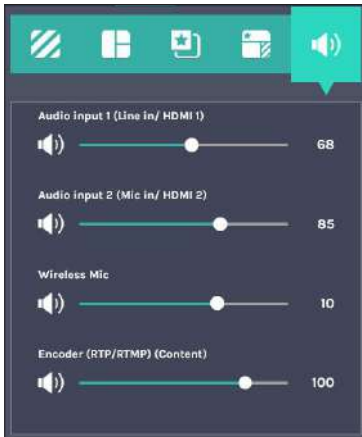 Audio input 1 (Line in/ HDMI 1)
68
Audio input 2 (Mic in/ HDMI 2)
85
Wireless Mic
10
Encoder (RTP/RTMP) (Content)
100